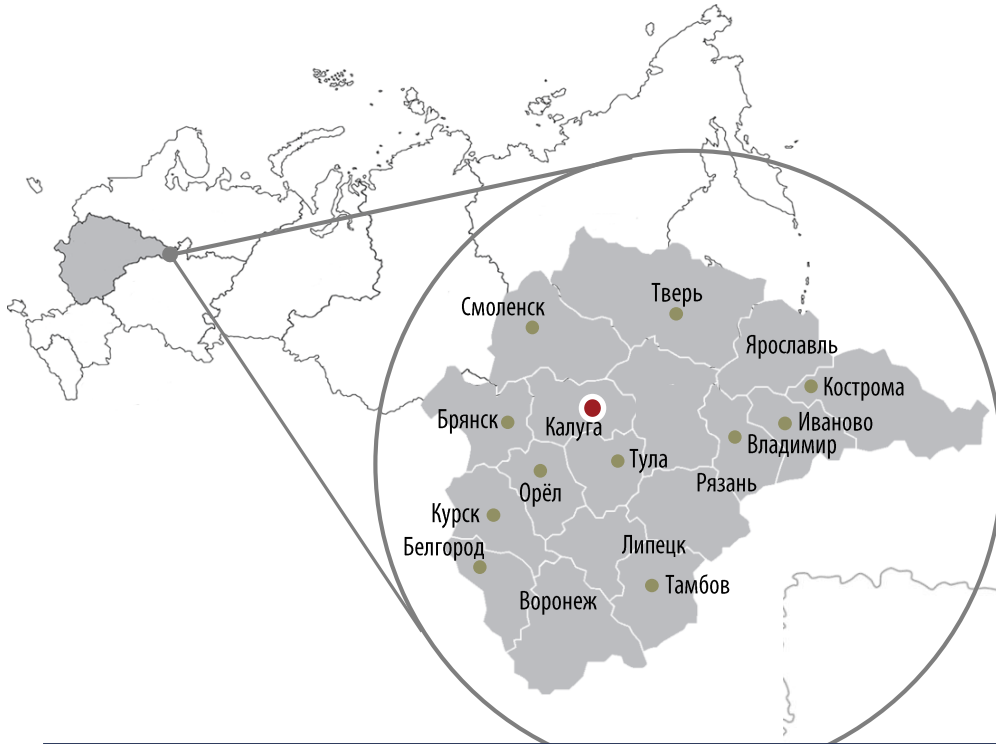 Тверь
Смоленск
Ярославль
Кострома
Брянск
Калуга
Иваново
Владимир
Тула
Рязань
Орёл
Курск
Белгород
Липецк
Тамбов
Воронеж